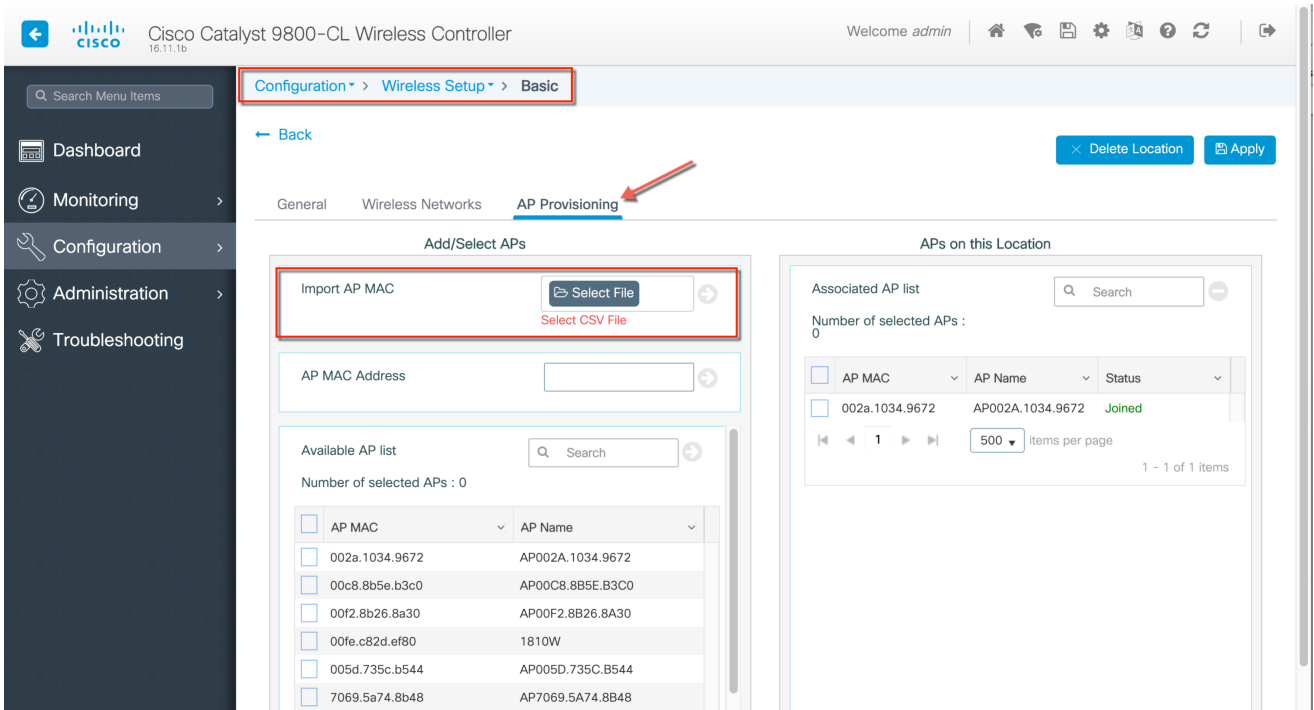 CISCO
Cisco Catalyst 9800-CL Wireless Controller
16.11.1b
Welcome admin
Search Menu Items
Dashboard
Monitoring
Configuration
Administration
Troubleshooting
Configuration > Wireless Setup > Basic
← Back
× Delete Location
Apply
General Wireless Networks AP Provisioning
Add/Select APs
Import AP MAC
Select File
Select CSV File
AP MAC Address
Available AP list
Search
Number of selected APs : 0
AP MAC AP Name
002a.1034.9672 AP002A.1034.9672
00c8.8b5e.b3c0 AP00C8.8B5E.B3C0
00f2.8b26.8a30 AP00F2.8B26.8A30
00fe.c82d.ef80 1810W
005d.735c.b544 AP005D.735C.B544
7069.5a74.8b48 AP7069.5A74.8B48
APs on this Location
Associated AP list
Search
Number of selected APs :
0
AP MAC AP Name Status
002a.1034.9672 AP002A.1034.9672 Joined
1 500 items per page
1 - 1 of 1 items